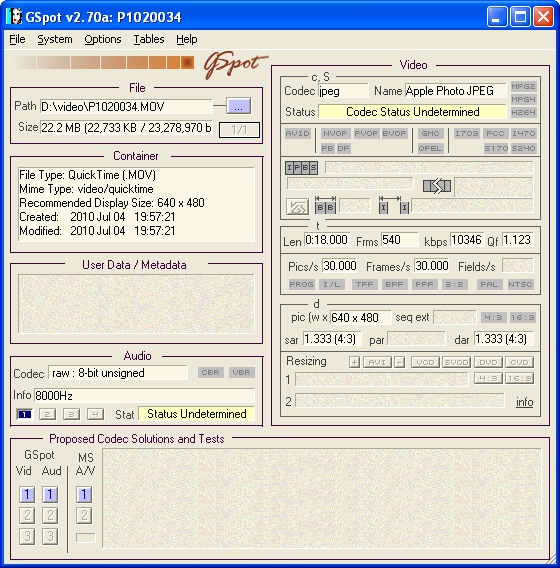 GSpot v2.70a: P1020034
File System Options Tables Help
GSpot
File
Path D:\video\P1020034.MOV ...
Size 22.2 MB (22,733 KB / 23,278,970 b 1/1
Container
File Type: QuickTime (.MOV)
Mime Type: video/quicktime
Recommended Display Size: 640 x 480
Created: 2010 Jul 04 19:57:21
Modified: 2010 Jul 04 19:57:21
User Data / Metadata
Audio
Codec raw : 8-bit unsigned CBR VBR
Info 8000Hz
1 2 3 4 Stat Status Undetermined
Video
c, S
Codec jpeg Name Apple Photo JPEG MPG2
MPG4
Status Codec Status Undetermined H264
AVID NVOP PVOP BVOP GMC I709 FCC I470
PB DF QPEL S170 S240
I P B S
B B I I
t
Len 0:18.000 Frms 540 kbps 10346 Qf 1.123
Pics/s 30.000 Frames/s 30.000 Fields/s
PROG I/L TFF BFF PPF 3:2 PAL NTSC
d
pic (w x 640 x 480 seq ext 4:3 16:9
sar 1.333 (4:3) par dar 1.333 (4:3)
Resizing + AVI − VCD SVCD DVD CVD
1 4:3 16:9
2 info
Proposed Codec Solutions and Tests
GSpot MS
Vid Aud A/V
1 1 1
2 2 2
3 3